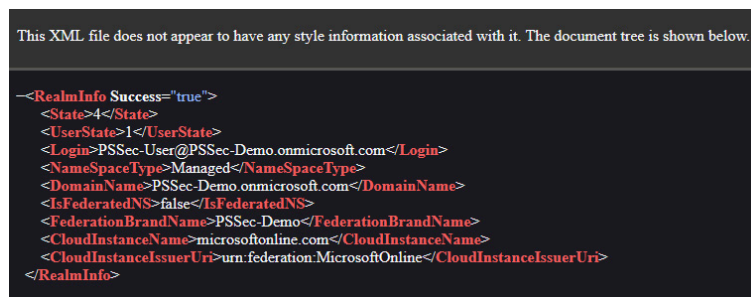 This XML file does not appear to have any style information associated with it. The document tree is shown below.
—<RealmInfo Success="true">
<State>4</State>
<UserState>1</UserState>
<Login>PSSec-User@PSSec-Demo.onmicrosoft.com</Login>
<NameSpaceType>Managed</NameSpaceType>
<DomainName>PSSec-Demo.onmicrosoft.com</DomainName>
<IsFederatedNS>false</IsFederatedNS>
<FederationBrandName>PSSec-Demo</FederationBrandName>
<CloudInstanceName>microsoftonline.com</CloudInstanceName>
<CloudInstanceIssuerUri>urn:federation:MicrosoftOnline</CloudInstanceIssuerUri>
</RealmInfo>